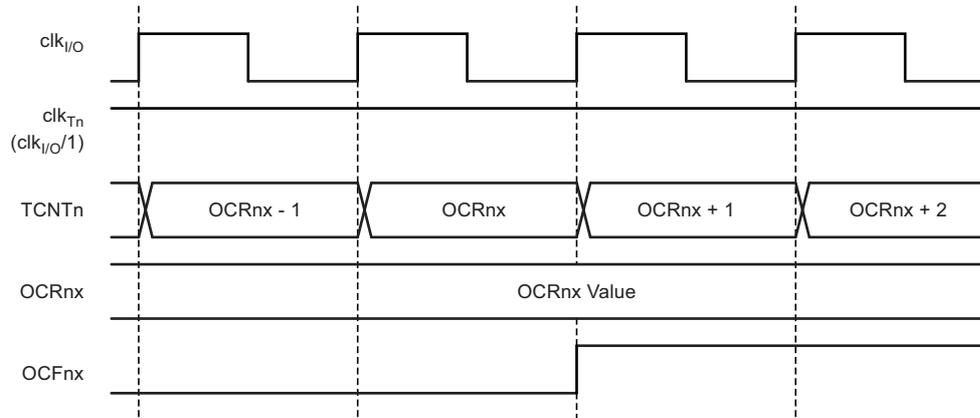 clkI/O
clkTn
(clkI/O/1)
TCNTn OCRnx - 1 OCRnx OCRnx + 1 OCRnx + 2
OCRnx OCRnx Value
OCFnx